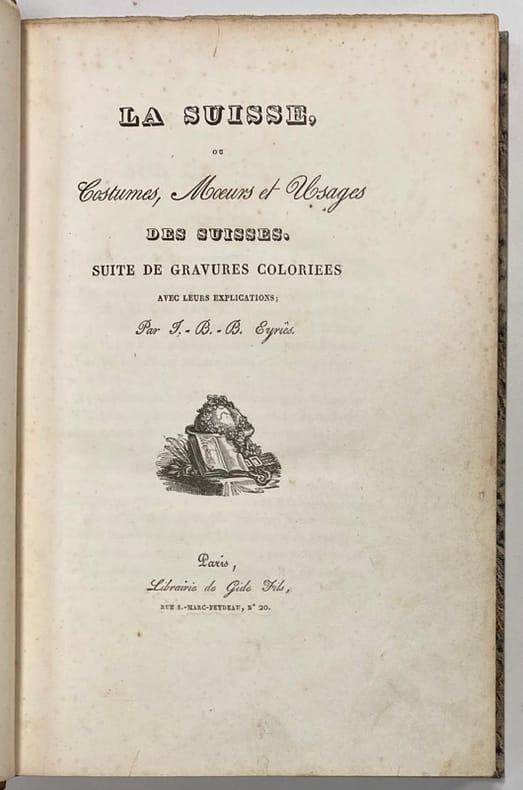 LA SUISSE,
OU
Costumes, Mœurs et Usages
DES SUISSES.
SUITE DE GRAVURES COLORIEES
AVEC LEURS EXPLICATIONS;
Par J.-B.-B. Eyriès.
Paris,
Librairie de Gide Fils,
RUE S.-MARC-FEYDEAU, N° 20.